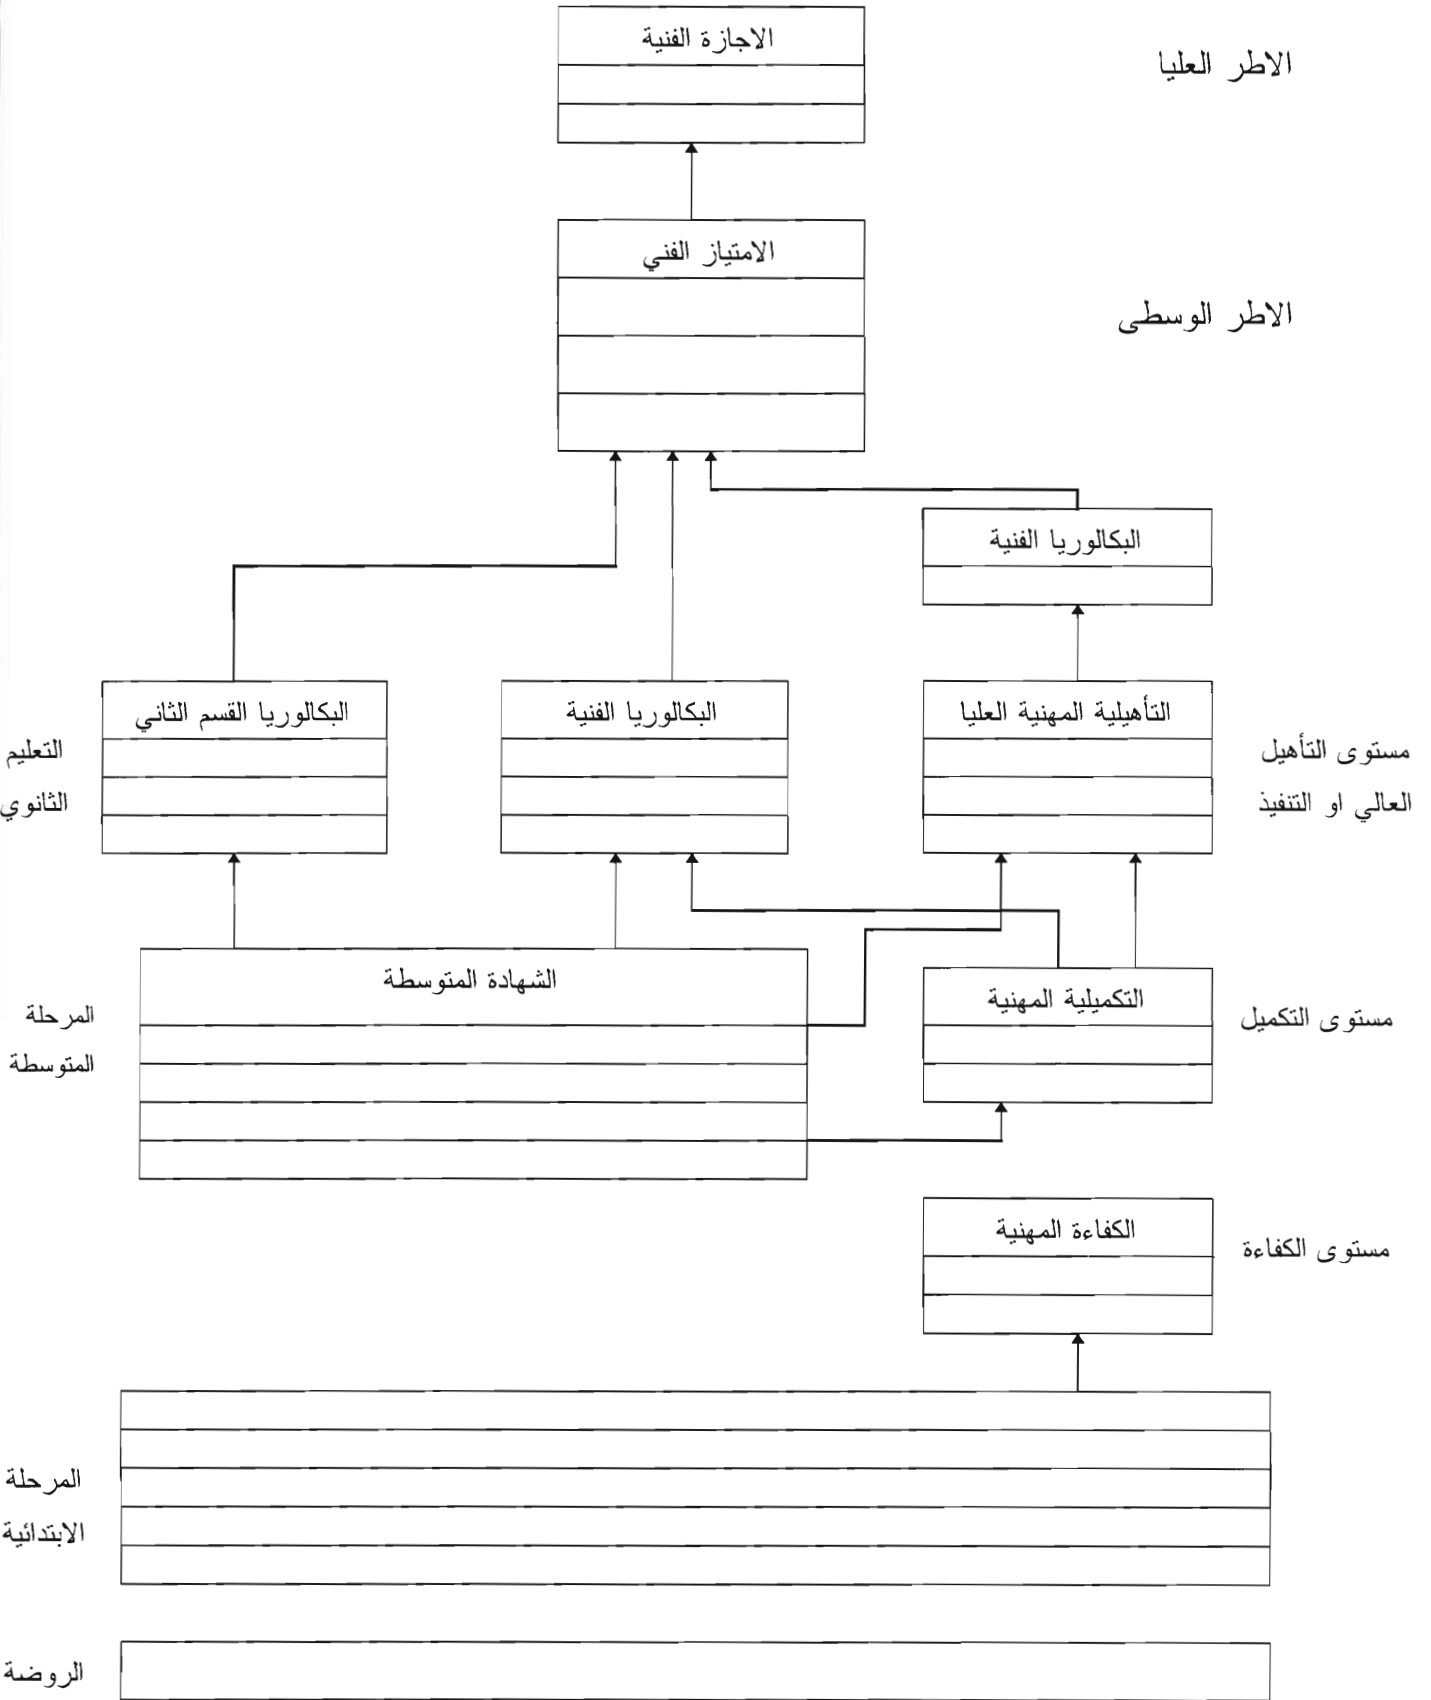 الاجازة الفنية
الاطر العليا
الامتياز الفني
الاطر الوسطى
البكالوريا الفنية
التأهيلية المهنية العليا
البكالوريا الفنية
البكالوريا القسم الثاني
مستوى التأهيل
العالي او التنفيذ
التعليم
الثانوي
الشهادة المتوسطة
التكميلية المهنية
مستوى التكميل
المرحلة
المتوسطة
الكفاءة المهنية
مستوى الكفاءة
المرحلة
الابتدائية
الروضة